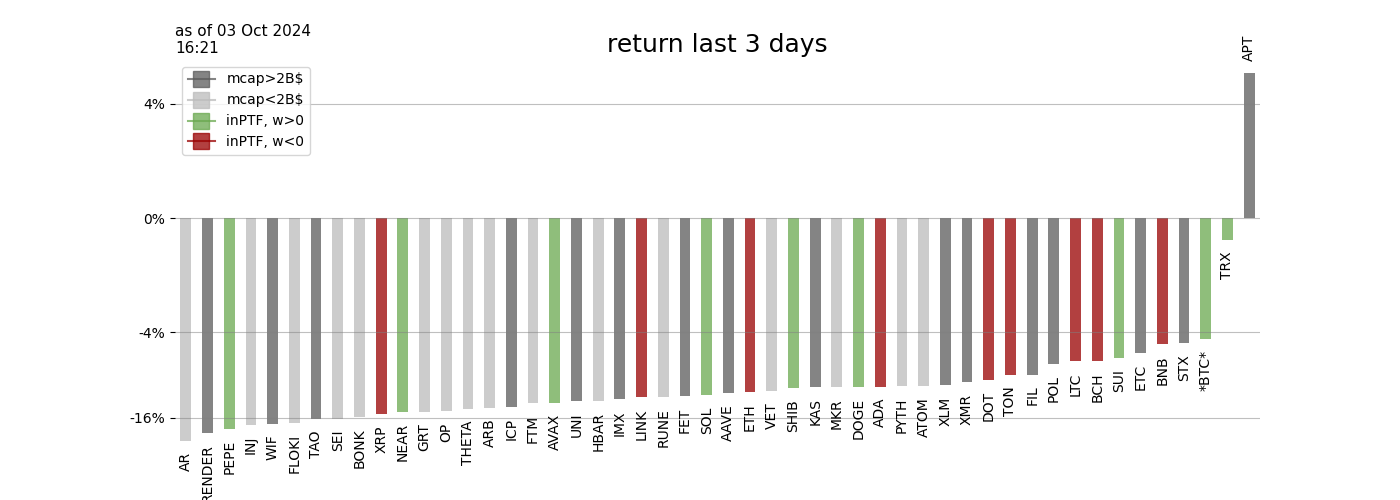 as of 03 Oct 2024
16:21
return last 3 days
mcap>2B$
mcap<2B$
inPTF, w>0
inPTF, w<0
4%
0%
-4%
-16%
AR
RENDER
PEPE
INJ
WIF
FLOKI
TAO
SEI
BONK
XRP
NEAR
GRT
OP
THETA
ARB
ICP
FTM
AVAX
UNI
HBAR
IMX
LINK
RUNE
FET
SOL
AAVE
ETH
VET
SHIB
KAS
MKR
DOGE
ADA
PYTH
ATOM
XLM
XMR
DOT
TON
FIL
POL
LTC
BCH
SUI
ETC
BNB
STX
*BTC*
TRX
APT